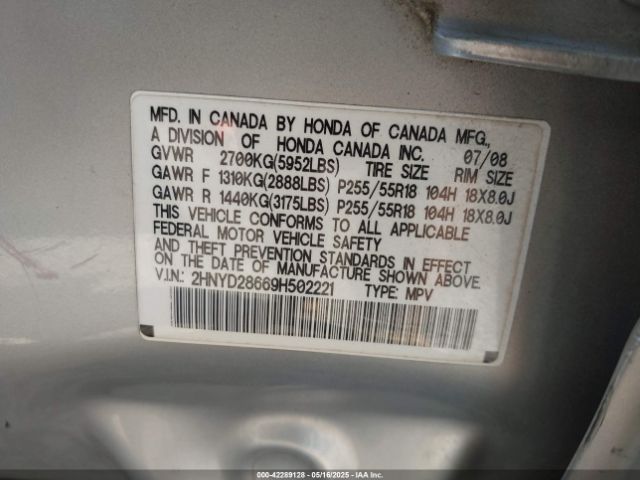 MFD. IN CANADA BY HONDA OF CANADA MFG.,
A DIVISION OF HONDA CANADA INC. 07/08
GVWR 2700KG(5952LBS) TIRE SIZE RIM SIZE
GAWR F 1310KG(2888LBS) P255/55R18 104H 18X8.0J
GAWR R 1440KG(3175LBS) P255/55R18 104H 18X8.0J
THIS VEHICLE CONFORMS TO ALL APPLICABLE
FEDERAL MOTOR VEHICLE SAFETY
AND THEFT PREVENTION STANDARDS IN EFFECT
ON THE DATE OF MANUFACTURE SHOWN ABOVE.
V.I.N.: 2HNYD28669H502221 TYPE: MPV
000-42289128 - 05/16/2025 - IAA Inc.